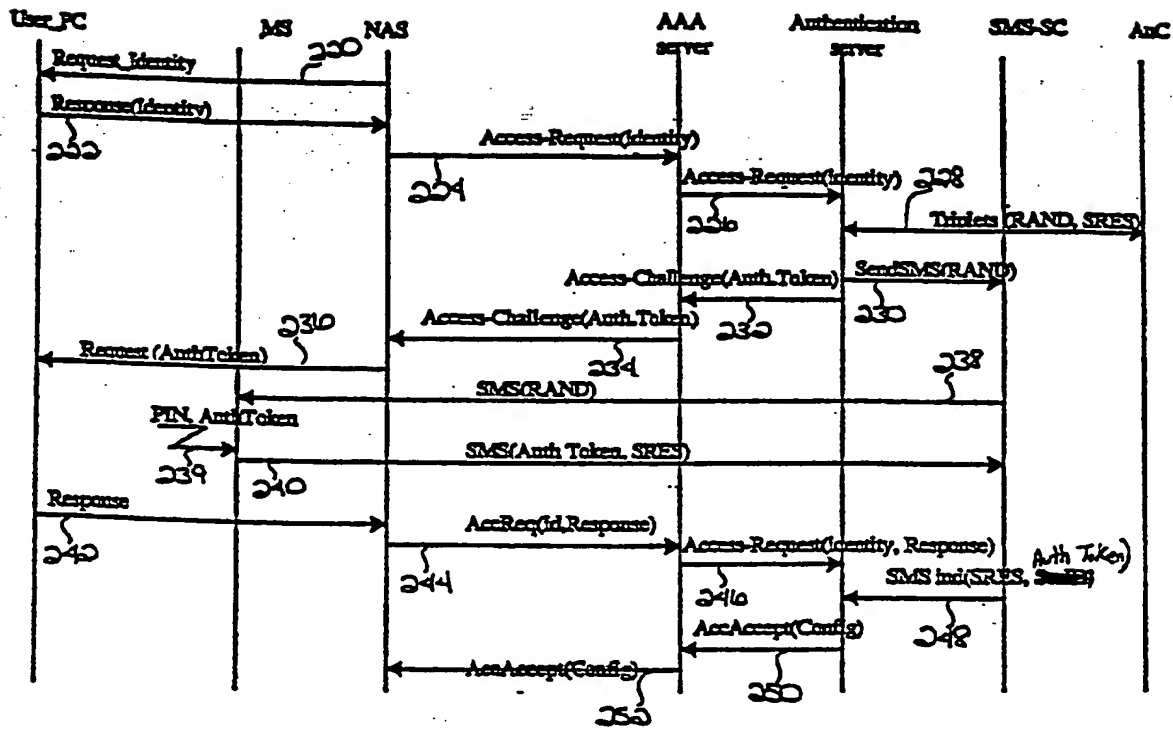 User_PC MS NAS AAA server Authentication server SMS-SC AuC
Request_Identity 220
Response(Identity)
222
Access-Request(Identity)
224
Access-Request(Identity) 228
226
Triplets (RAND, SRES)
Access-Challenge(Auth.Token) SendSMS(RAND)
232 230
Access-Challenge(Auth.Token) 236
234
Request (AuthToken) 238
SMS(RAND)
PIN, AuthToken
239
SMS(Auth Token, SRES)
240
Response
242
AccReq(id,Response)
244
Access-Request(Identity, Response)
246
Auth Token)
SMS ind(SRES,
248
AccAccept(Config)
250
AccAccept(Config)
252